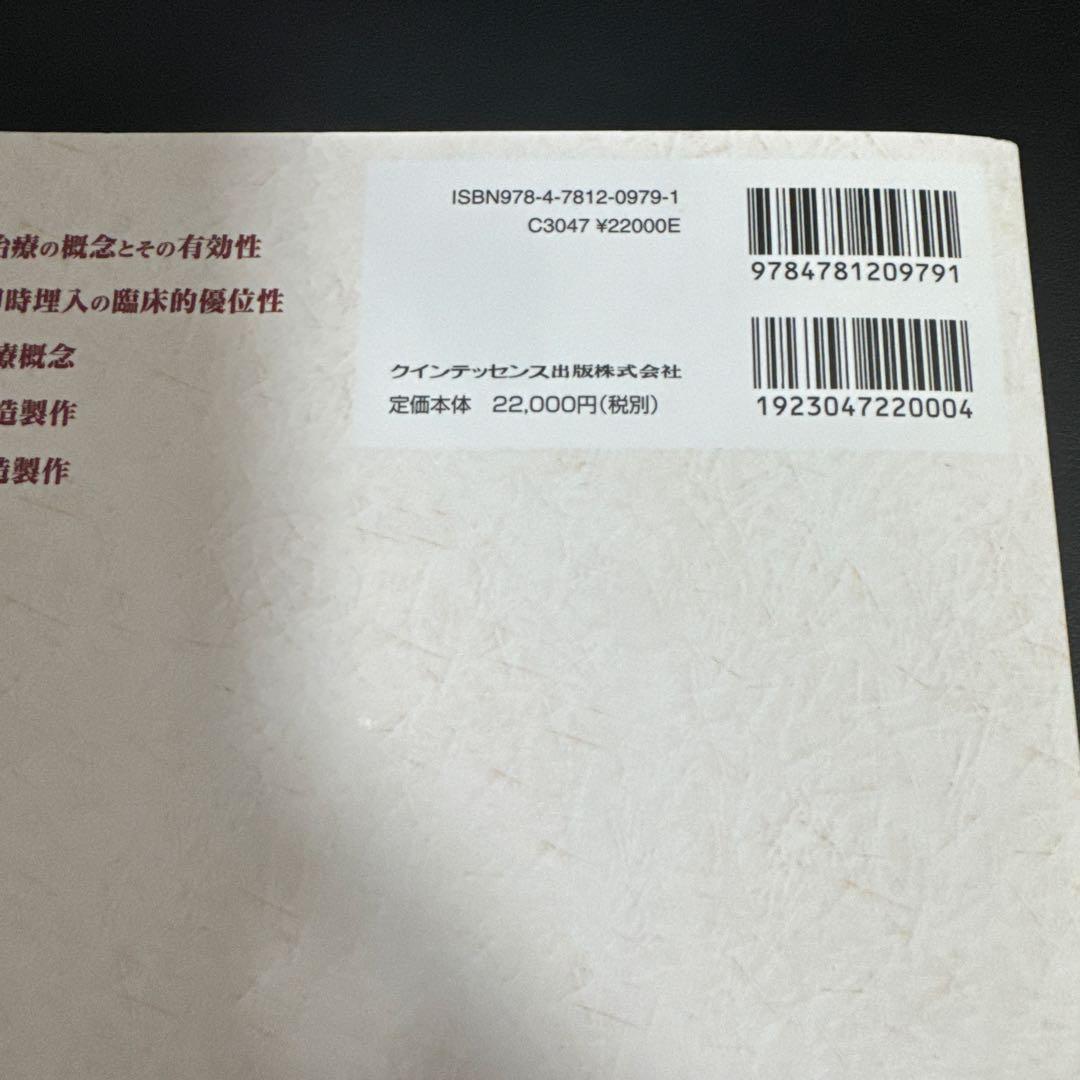 ISBN978-4-7812-0979-1
C3047 ¥22000E
9784781209791
1923047220004
クインテッセンス出版株式会社
定価本体 22,000円(税別)
治療の概念とその有効性
時埋入の臨床的優位性
療概念
造製作
造製作